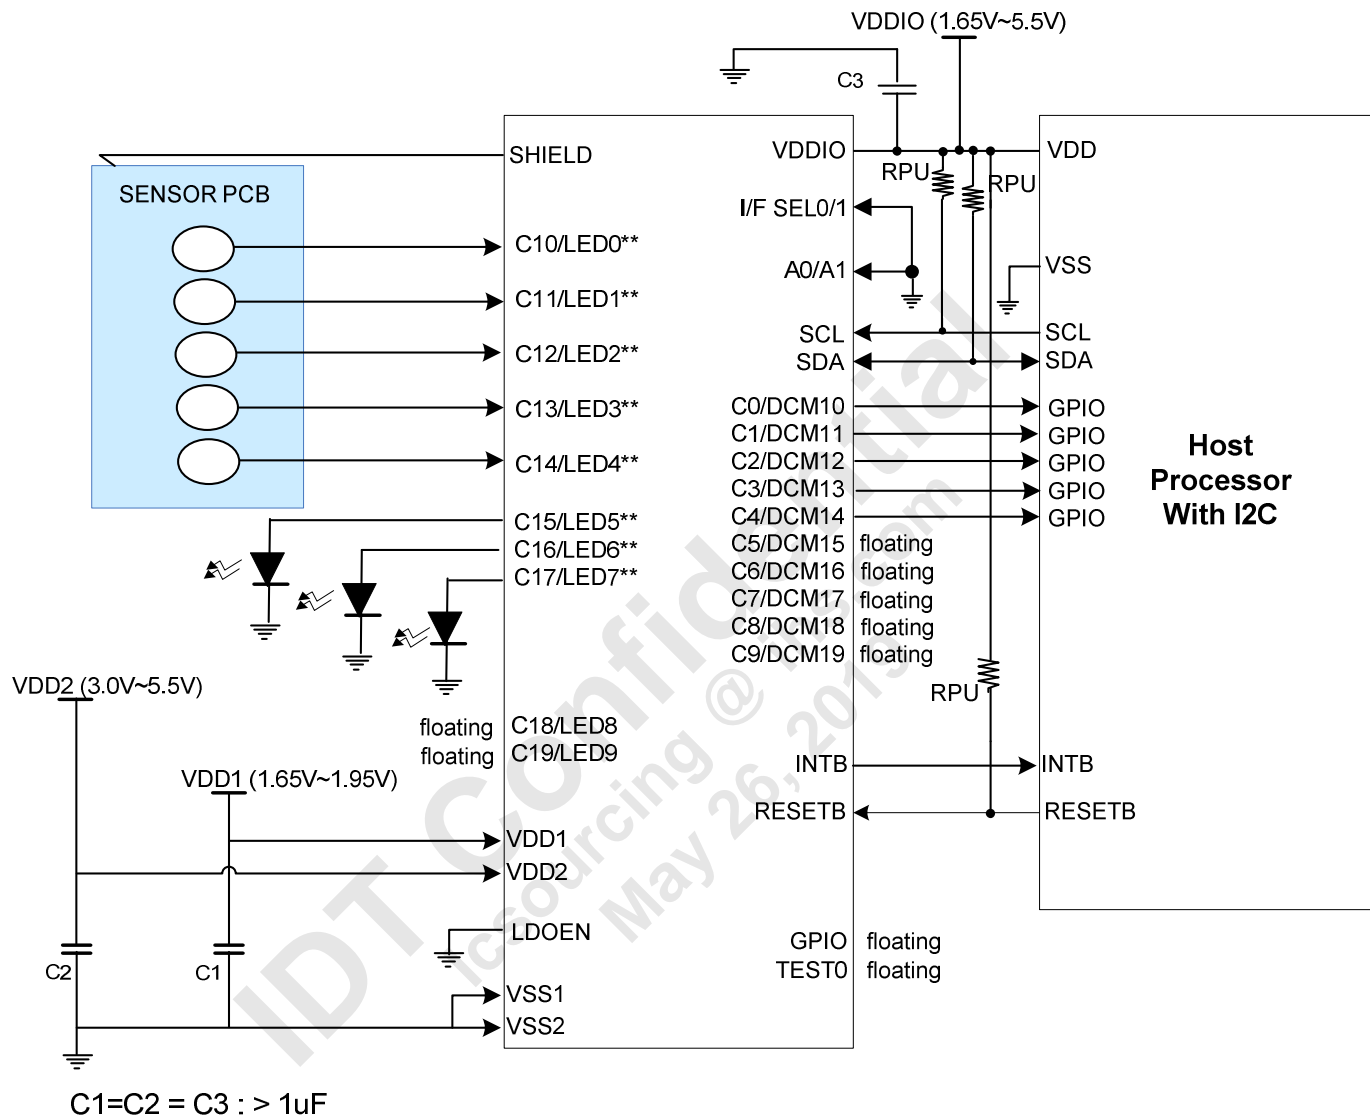 VDDIO (1.65V~5.5V)
C3
SHIELD
VDDIO
VDD
RPU
RPU
SENSOR PCB
I/F SEL0/1
C10/LED0**
A0/A1
VSS
C11/LED1**
SCL
SCL
C12/LED2**
SDA
SDA
C13/LED3**
C0/DCM10
GPIO
C1/DCM11
GPIO
C14/LED4**
C2/DCM12
GPIO
C3/DCM13
GPIO
C4/DCM14
GPIO
Host
Processor
With I2C
C15/LED5**
C16/LED6**
C17/LED7**
C5/DCM15 floating
C6/DCM16 floating
C7/DCM17 floating
C8/DCM18 floating
C9/DCM19 floating
RPU
VDD2 (3.0V~5.5V)
floating C18/LED8
floating C19/LED9
VDD1 (1.65V~1.95V)
INTB
INTB
RESETB
RESETB
VDD1
VDD2
LDOEN
GPIO floating
TEST0 floating
C2
C1
VSS1
VSS2
C1=C2 = C3 : > 1uF
IDT Confidential
May 26, 2019